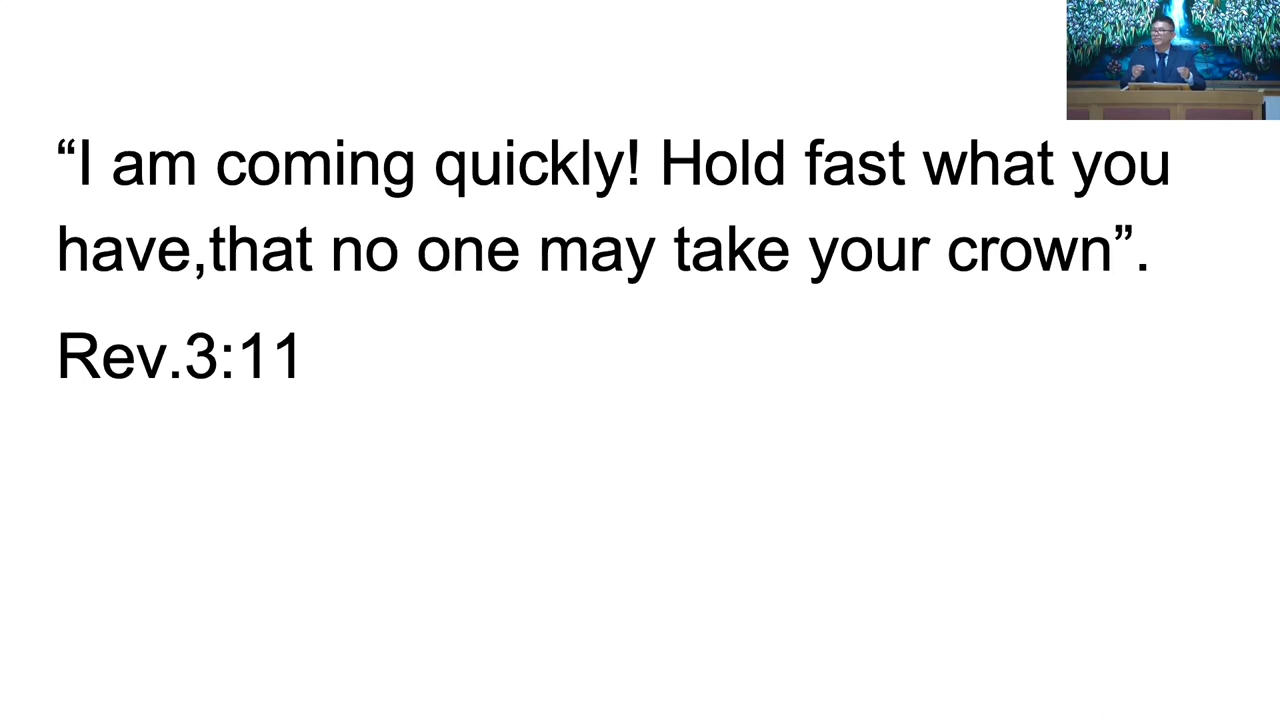 “I am coming quickly! Hold fast what you
have,that no one may take your crown”.
Rev.3:11